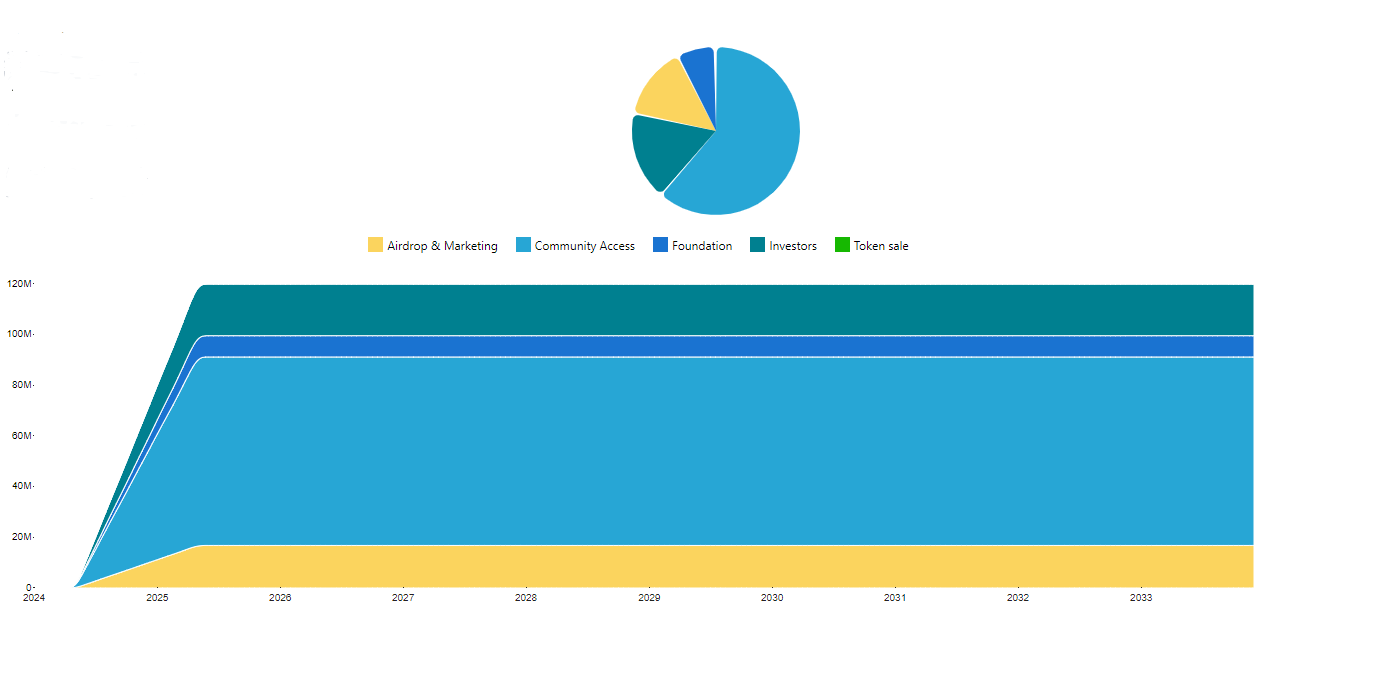 Airdrop & Marketing Community Access Foundation Investors Token sale
120M
100M
80M
60M
40M
20M
0
2024 2025 2026 2027 2028 2029 2030 2031 2032 2033